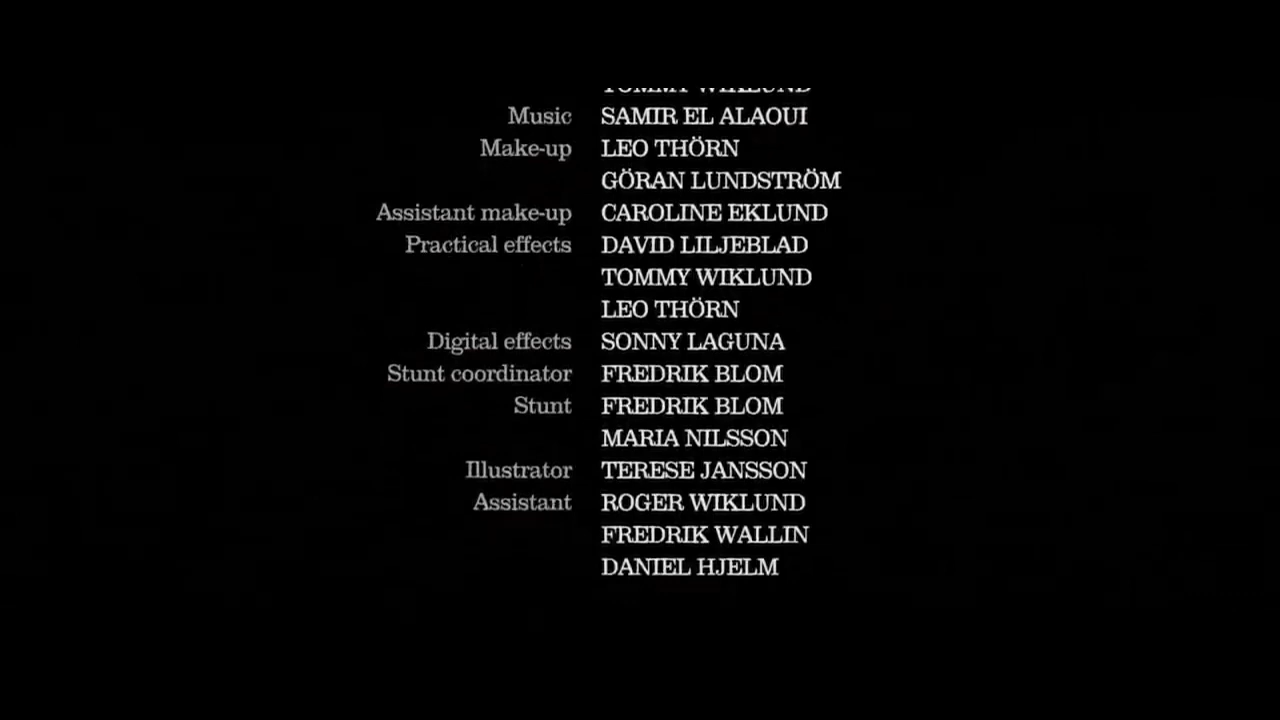 TOMMY WIKLUND
Music SAMIR EL ALAOUI
Make-up LEO THÖRN
GÖRAN LUNDSTRÖM
Assistant make-up CAROLINE EKLUND
Practical effects DAVID LILJEBLAD
TOMMY WIKLUND
LEO THÖRN
Digital effects SONNY LAGUNA
Stunt coordinator FREDRIK BLOM
Stunt FREDRIK BLOM
MARIA NILSSON
Illustrator TERESE JANSSON
Assistant ROGER WIKLUND
FREDRIK WALLIN
DANIEL HJELM